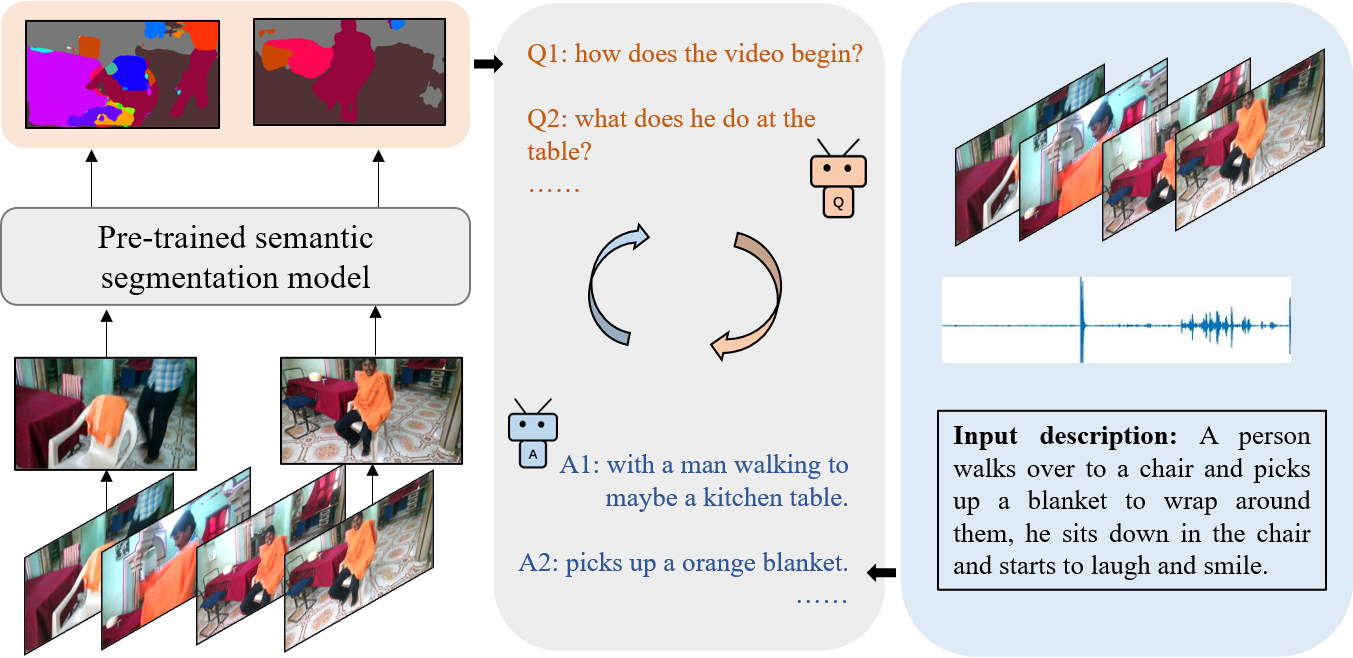 Pre-trained semantic
segmentation model
Q1: how does the video begin?
Q2: what does he do at the
table?
……
Q
A
A1: with a man walking to
maybe a kitchen table.
A2: picks up a orange blanket.
……
Input description: A person
walks over to a chair and picks
up a blanket to wrap around
them, he sits down in the chair
and starts to laugh and smile.